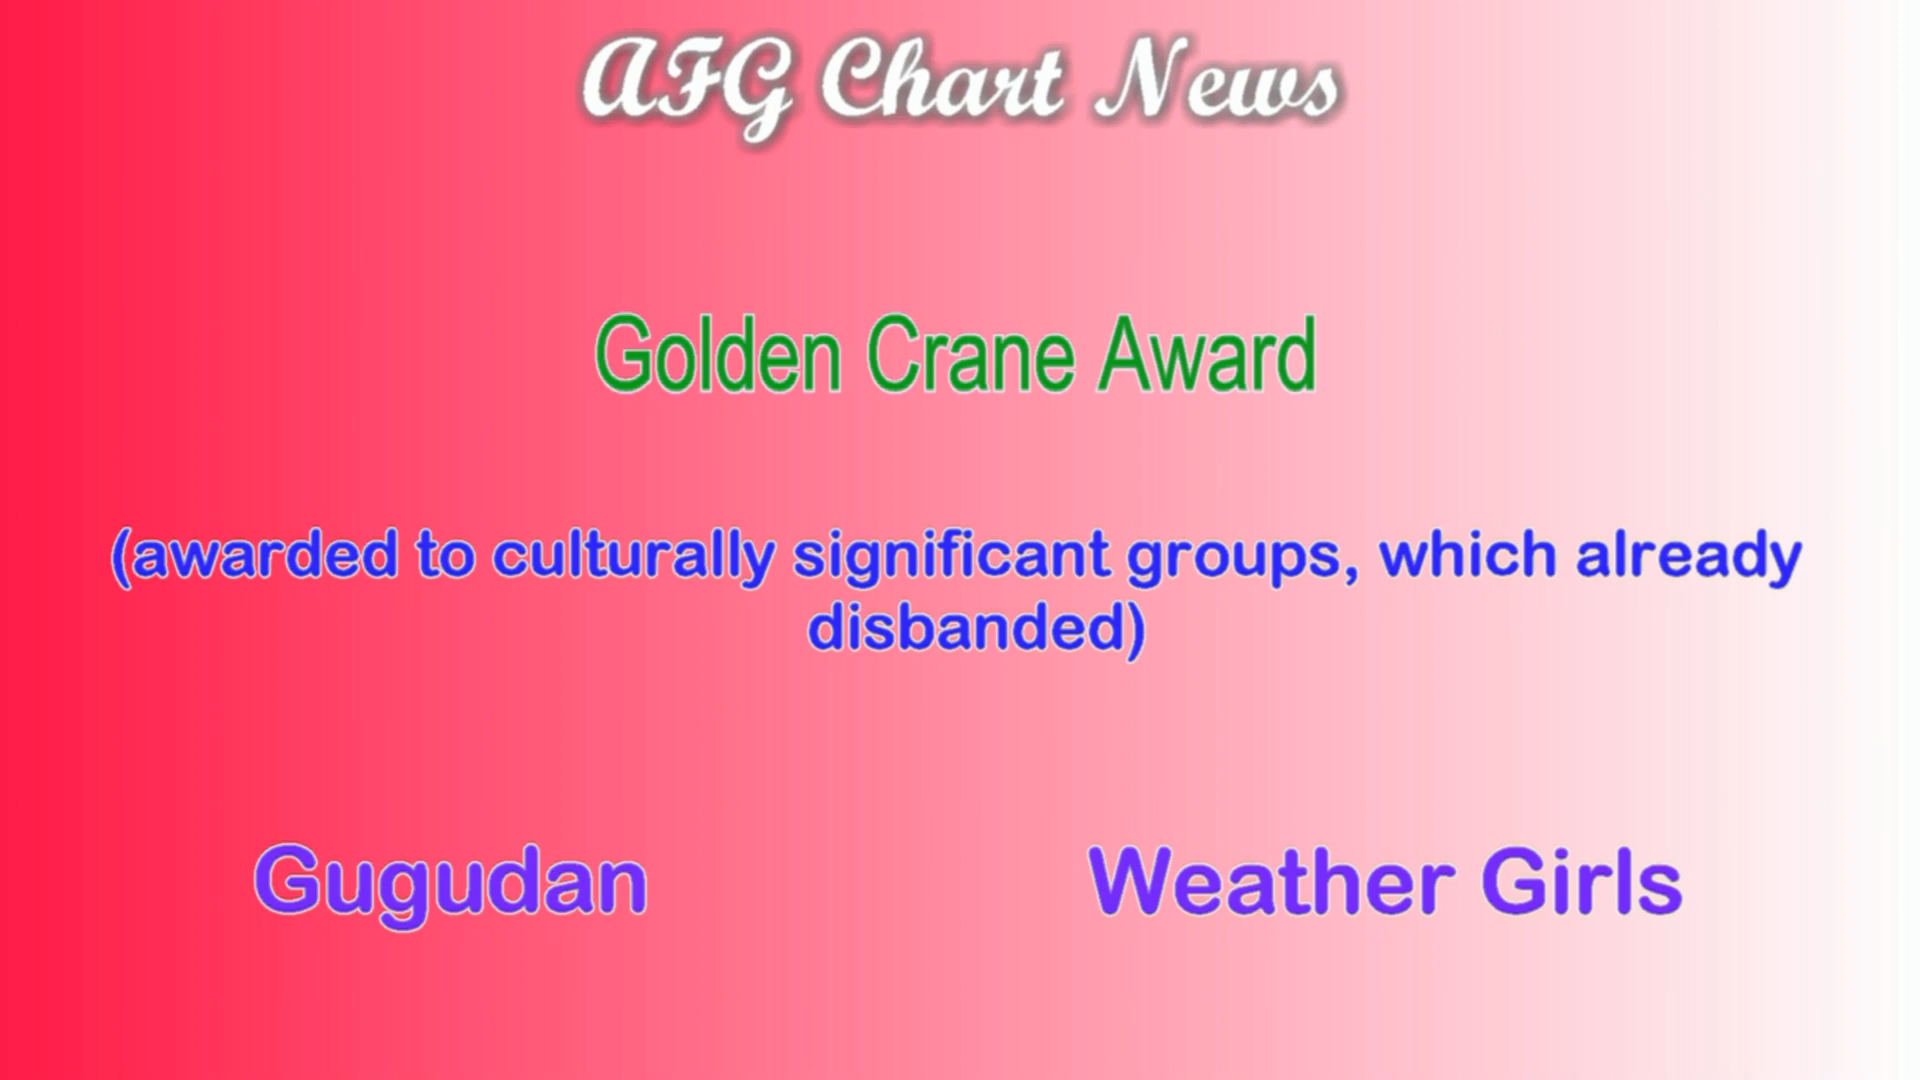 AFG Chart News
Golden Crane Award
(awarded to culturally significant groups, which already
disbanded)
Gugudan
Weather Girls